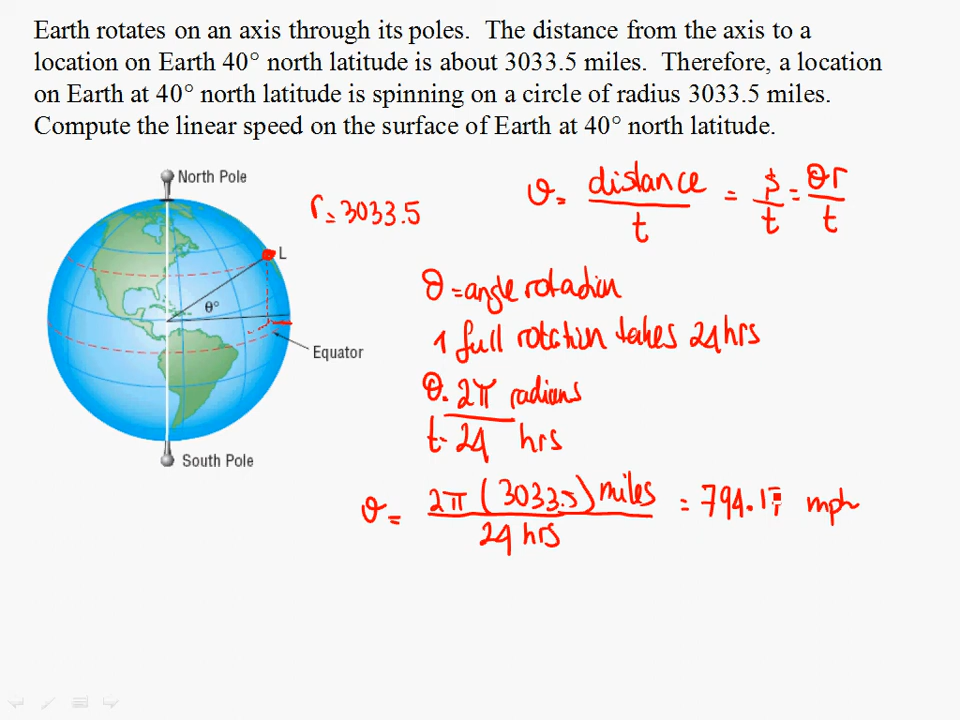 Earth rotates on an axis through its poles. The distance from the axis to a
location on Earth 40° north latitude is about 3033.5 miles. Therefore, a location
on Earth at 40° north latitude is spinning on a circle of radius 3033.5 miles.
Compute the linear speed on the surface of Earth at 40° north latitude.
North Pole
r = 3033.5
v = distance / t = s / t = θr / t
L
θ = angle rotation
θ°
1 full rotation takes 24 hrs
Equator
θ. 2π radians
t- 24 hrs
South Pole
v = 2π (3033.5) miles / 24 hrs = 794.17 mph